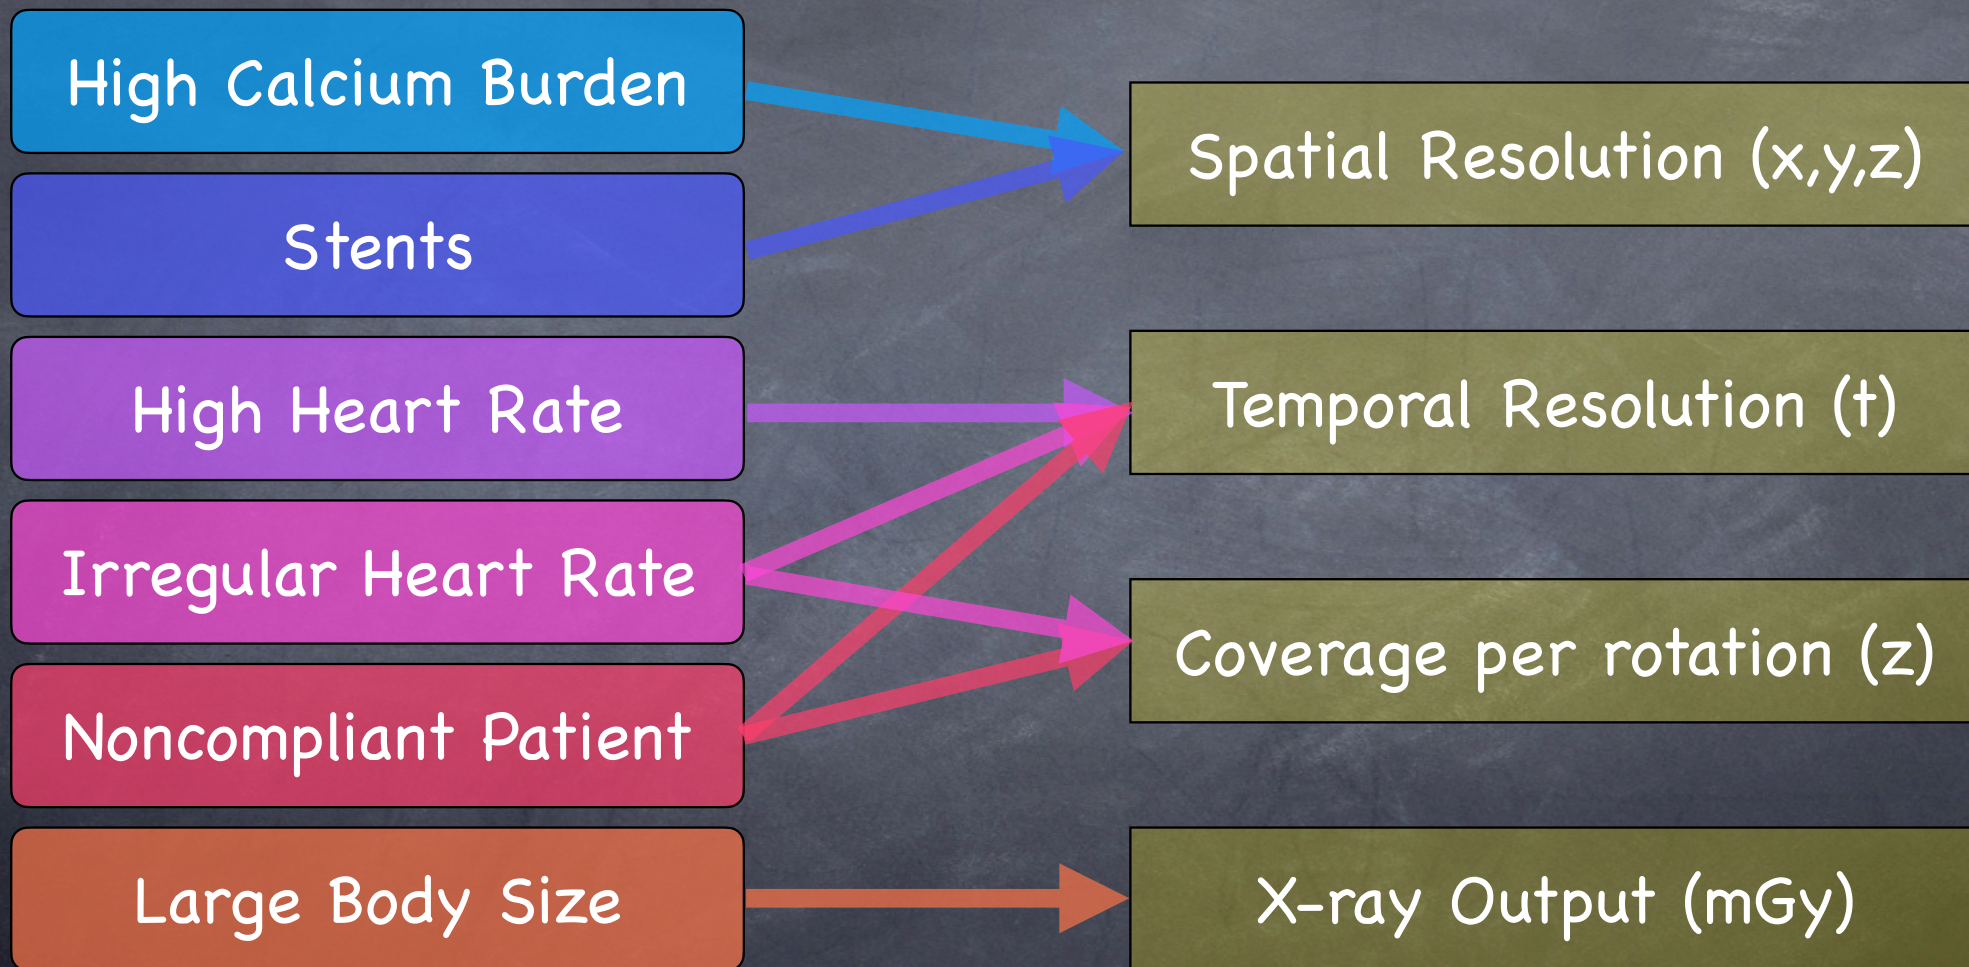 High Calcium Burden
Stents
High Heart Rate
Irregular Heart Rate
Noncompliant Patient
Large Body Size
Spatial Resolution (x,y,z)
Temporal Resolution (t)
Coverage per rotation (z)
X-ray Output (mGy)